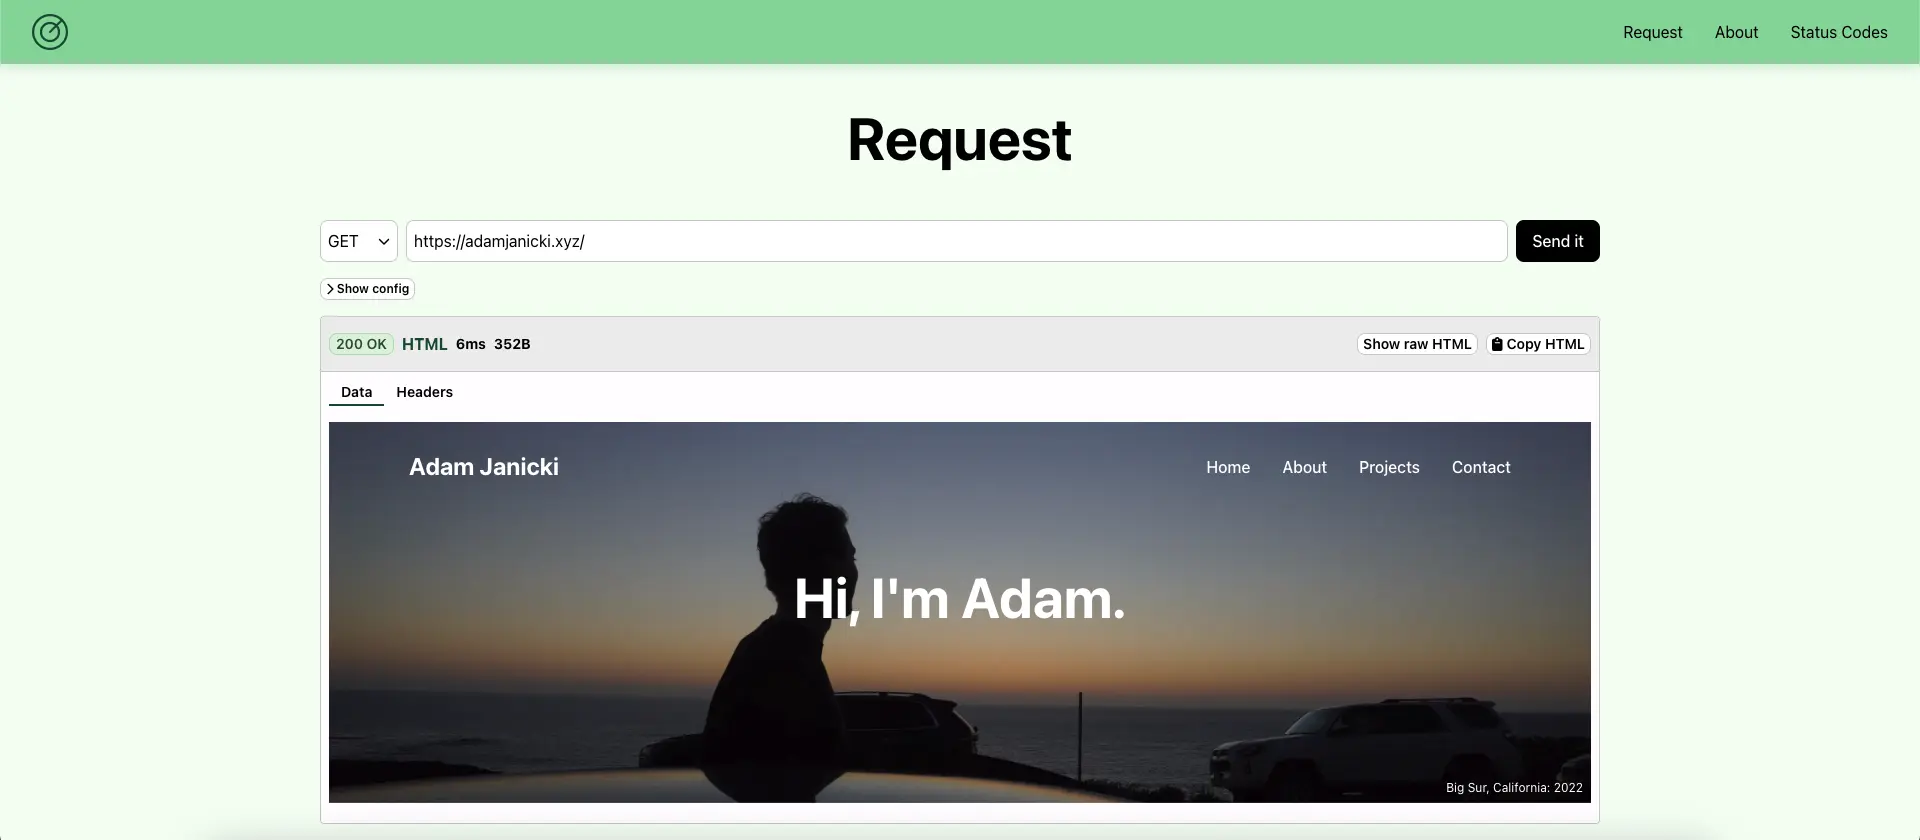 Request About Status Codes
Request
GET https://adamjanicki.xyz/ Send it
Show config
200 OK HTML 6ms 352B Show raw HTML Copy HTML
Data Headers
Adam Janicki Home About Projects Contact
Hi, I'm Adam.
Big Sur, California: 2022